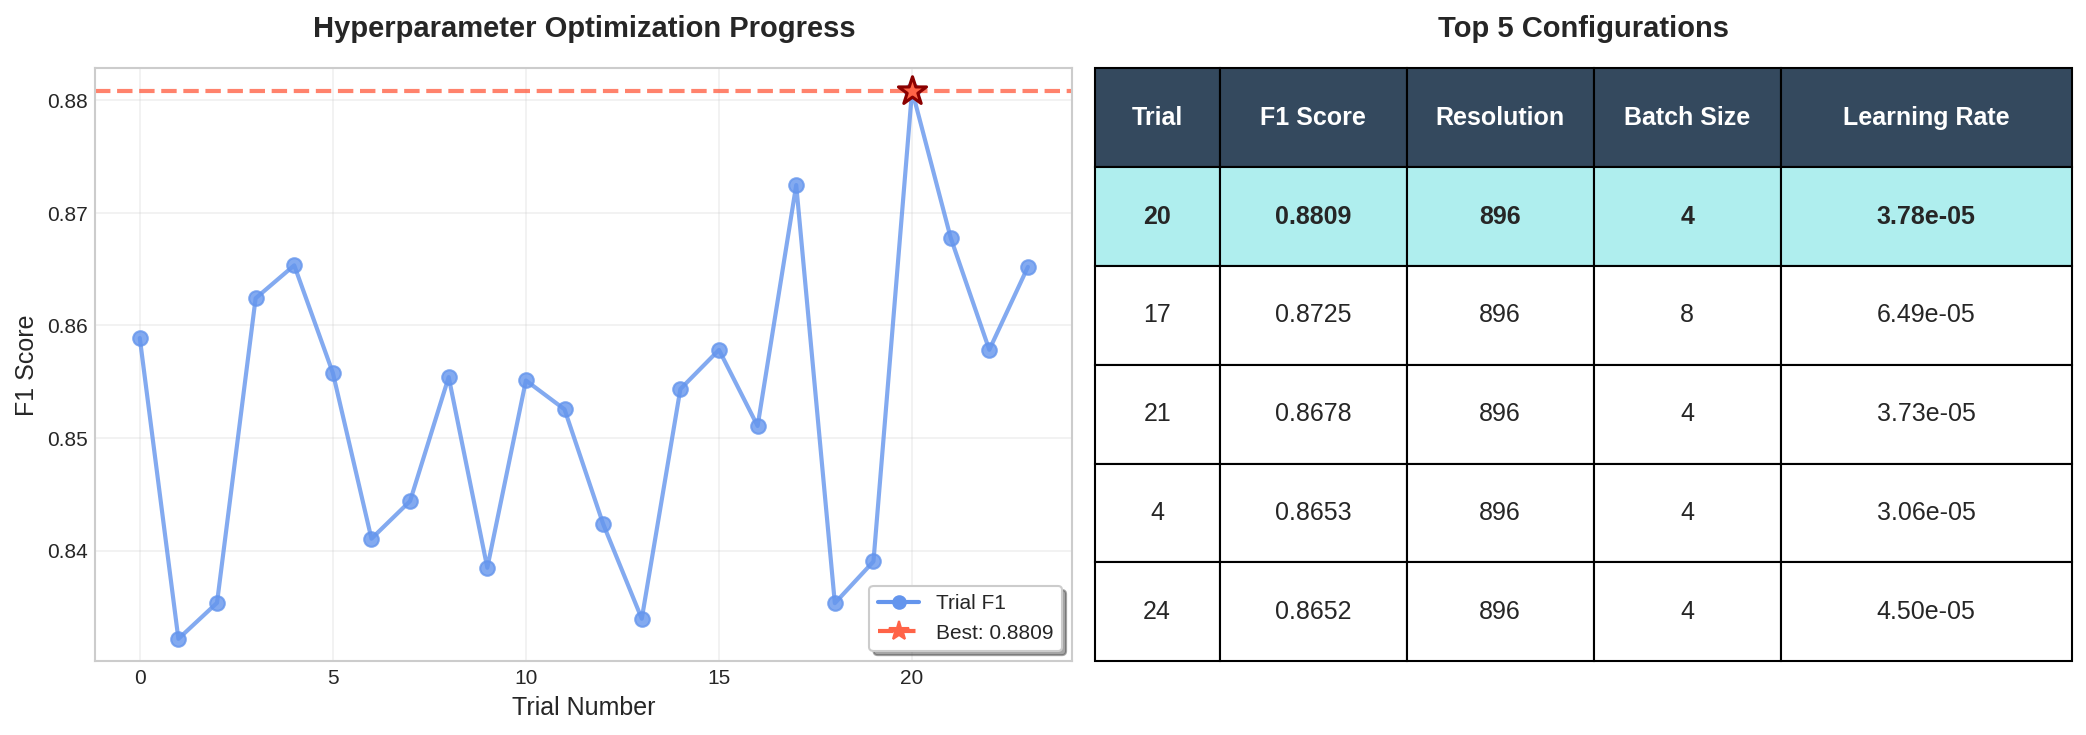 Hyperparameter Optimization Progress
F1 Score
0.88
0.87
0.86
0.85
0.84
0 5 10 15 20
Trial Number
Trial F1
Best: 0.8809
Top 5 Configurations
Trial F1 Score Resolution Batch Size Learning Rate
20 0.8809 896 4 3.78e-05
17 0.8725 896 8 6.49e-05
21 0.8678 896 4 3.73e-05
4 0.8653 896 4 3.06e-05
24 0.8652 896 4 4.50e-05